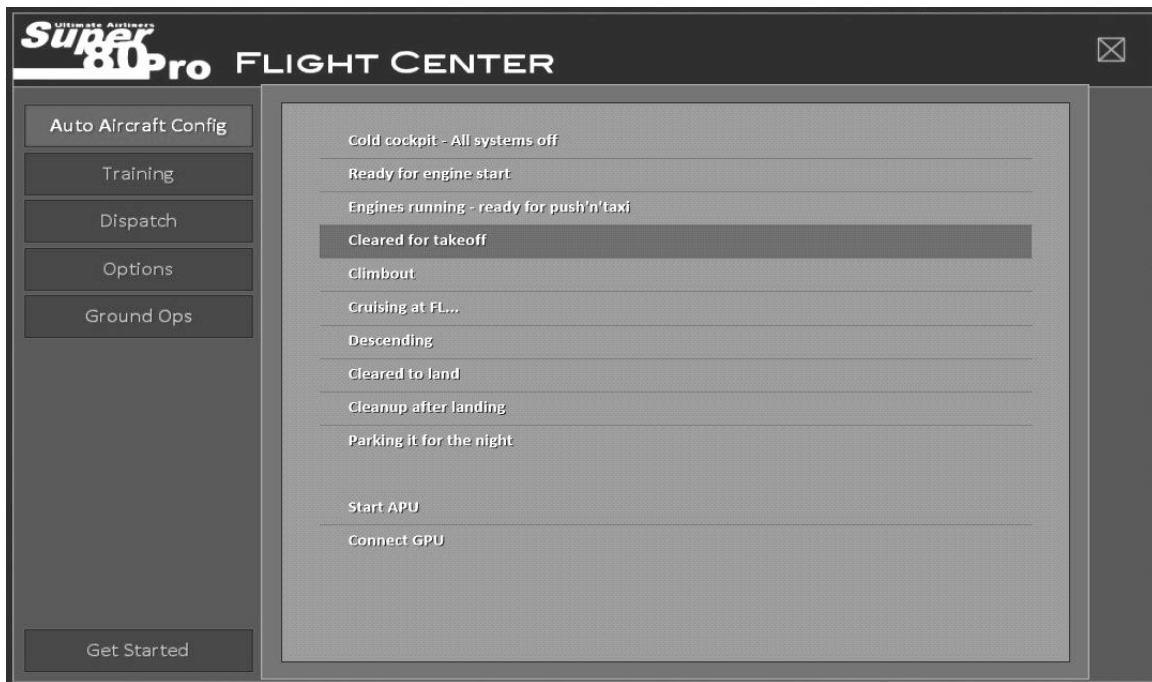 Ultimate Airliners
Super
80Pro FLIGHT CENTER
Auto Aircraft Config
Training
Dispatch
Options
Ground Ops
Get Started
Cold cockpit - All systems off
Ready for engine start
Engines running - ready for push'n'taxi
Cleared for takeoff
Climbout
Cruising at FL...
Descending
Cleared to land
Cleanup after landing
Parking it for the night
Start APU
Connect GPU